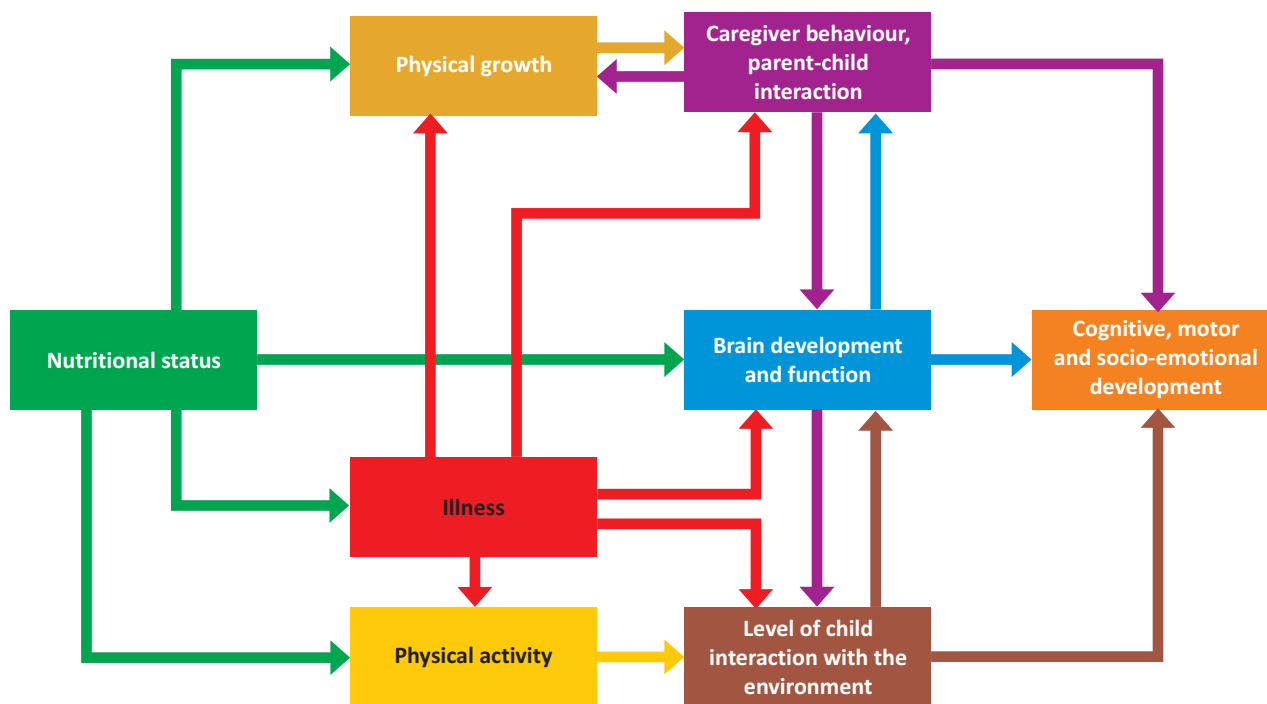 Physical growth
Caregiver behaviour,
parent-child
interaction
Nutritional status
Brain development
and function
Cognitive, motor
and socio-emotional
development
Illness
Physical activity
Level of child
interaction with the
environment